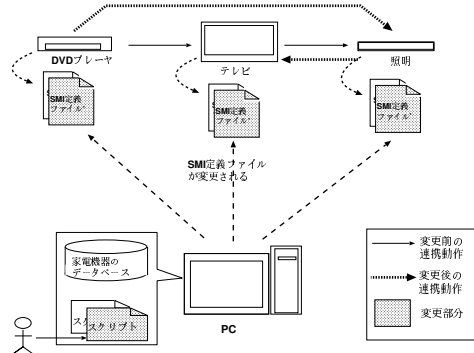 DVDプレーヤ
テレビ
照明
SMI定義
ファイル
SMI定義
ファイル
SMI定義
ファイル
SMI定義ファイル
が変更される
家電機器の
データベース
スクリプト
PC
変更前の
連携動作
変更後の
連携動作
変更部分